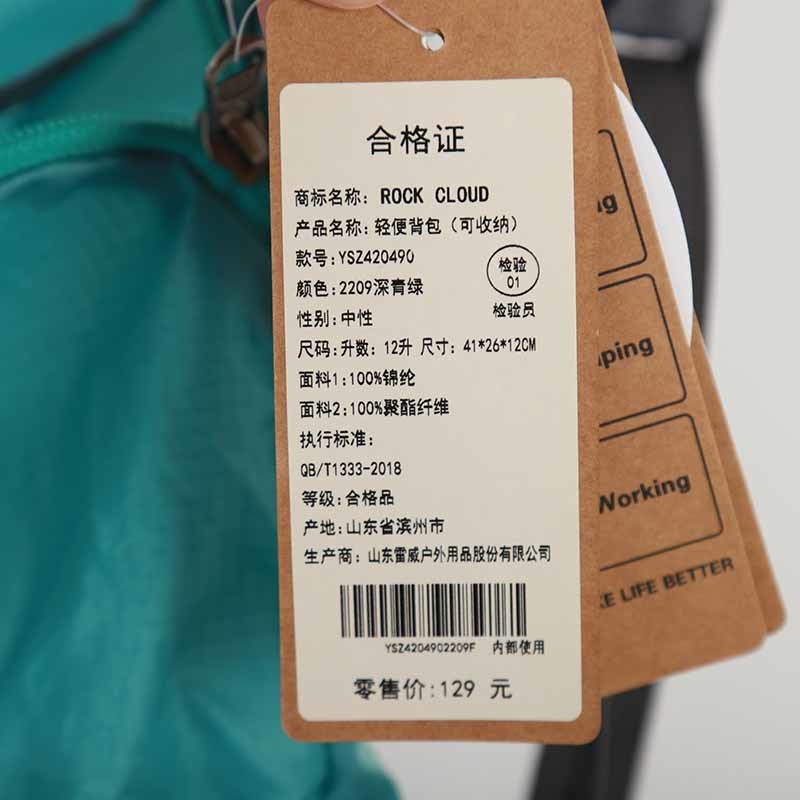 合格证
商标名称: ROCK CLOUD
产品名称:轻便背包(可收纳)
款号:YSZ420490
颜色:2209深青绿
检验
01
性别:中性
检验员
尺码:升数: 12升 尺寸: 41*26*12CM
面料1:100%锦纶
面料2:100%聚酯纤维
执行标准:
QB/T1333-2018
等级:合格品
产地:山东省滨州市
生产商: 山东雷威户外用品股份有限公司
YSZ4204902209F 内部使用
零售价:129 元
Working
LIFE BETTER